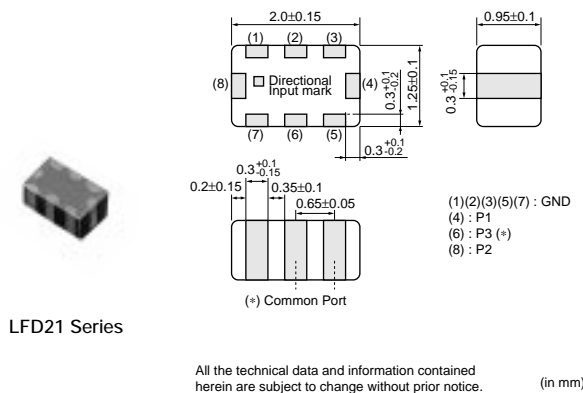 2.0±0.15
0.95±0.1
(1) (2) (3)
(8) Directional Input mark (4)
(7) (6) (5)
0.3+0.1-0.2
1.25±0.1
0.3+0.1-0.15
0.3+0.1-0.2
0.3+0.1-0.15
0.2±0.15
0.35±0.1
0.65±0.05
(1)(2)(3)(5)(7) : GND
(4) : P1
(6) : P3 (*)
(8) : P2
(*) Common Port
LFD21 Series
All the technical data and information contained
herein are subject to change without prior notice.
(in mm)